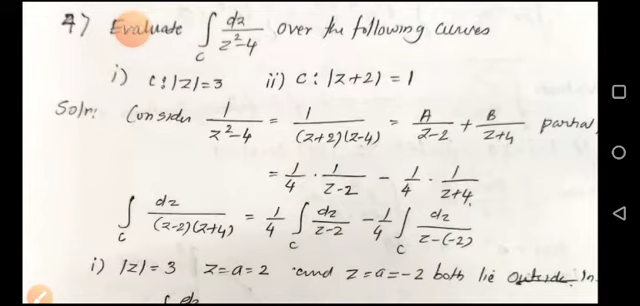 A) Evaluate ∫_C dz/(z²-4) over the following curves
i) C:|z|=3 ii) C:|z+2)=1
Soln: Consider 1/(z²-4) = 1/((z+2)(z-4)) = A/(z-2) + B/(z+4) partial,
= 1/4 · 1/(z-2) - 1/4 · 1/(z+4).
∫_C dz/((z-2)(z+4)) = 1/4 ∫_C dz/(z-2) - 1/4 ∫_C dz/(z-(-2))
i) |z|=3 z=a=2 and z=a=-2 both lie outside. In